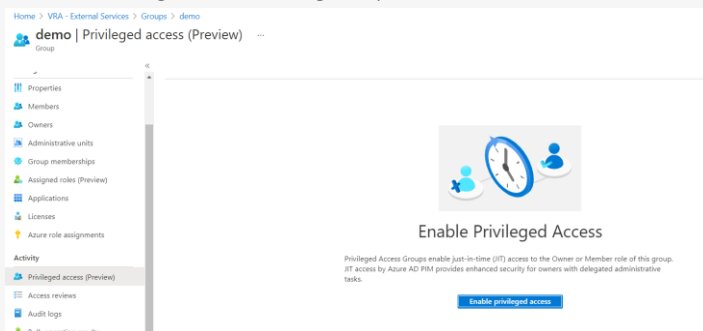 Home > VRA - External Services > Groups > demo
demo | Privileged access (Preview) ...
Group
«
Properties
Members
Owners
Administrative units
Group memberships
Assigned roles (Preview)
Applications
Licenses
Azure role assignments
Activity
Privileged access (Preview)
Access reviews
Audit logs
Enable Privileged Access
Privileged Access Groups enable just-in-time (JIT) access to the Owner or Member role of this group.
JIT access by Azure AD PIM provides enhanced security for owners with delegated administrative
tasks.
Enable privileged access